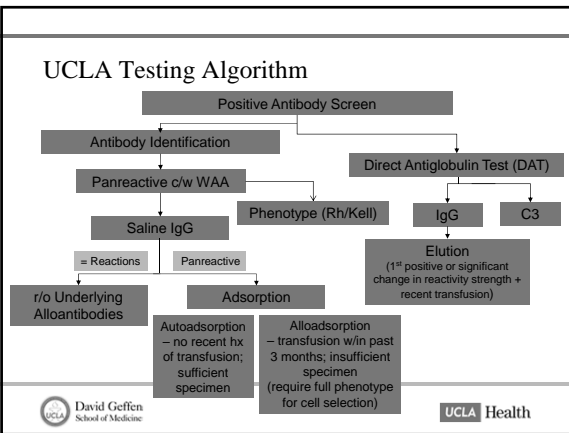 UCLA Testing Algorithm
Positive Antibody Screen
Antibody Identification
Direct Antiglobulin Test (DAT)
Panreactive c/w WAA
Phenotype (Rh/Kell)
IgG
C3
Saline IgG
Elution
(1st positive or significant
change in reactivity strength +
recent transfusion)
= Reactions
Panreactive
r/o Underlying
Alloantibodies
Adsorption
Autoadsorption
– no recent hx
of transfusion;
sufficient
specimen
Alloadsorption
– transfusion w/in past
3 months; insufficient
specimen
(require full phenotype
for cell selection)
UCLA
David Geffen
School of Medicine
UCLA Health